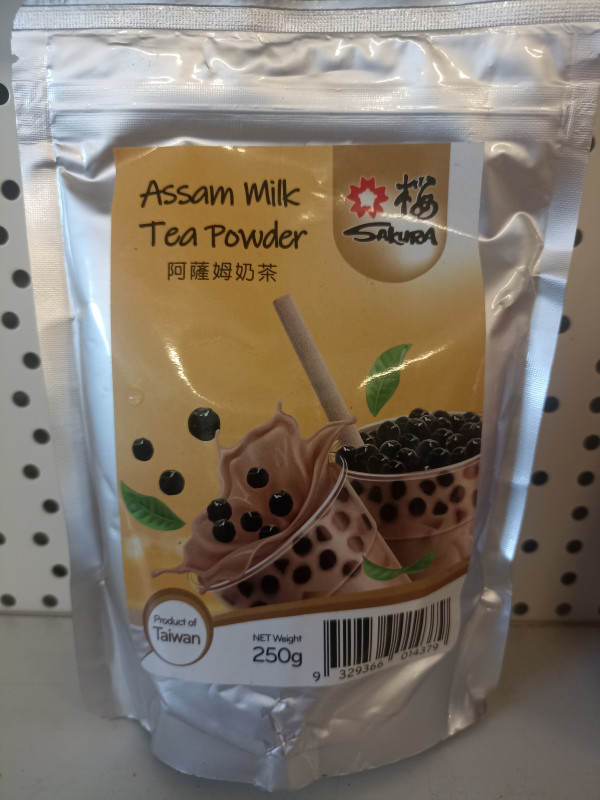 Assam Milk
Tea Powder
阿薩姆奶茶
梅
SAKURA
Product of
Taiwan
NET Weight
250g
9 329366 014379